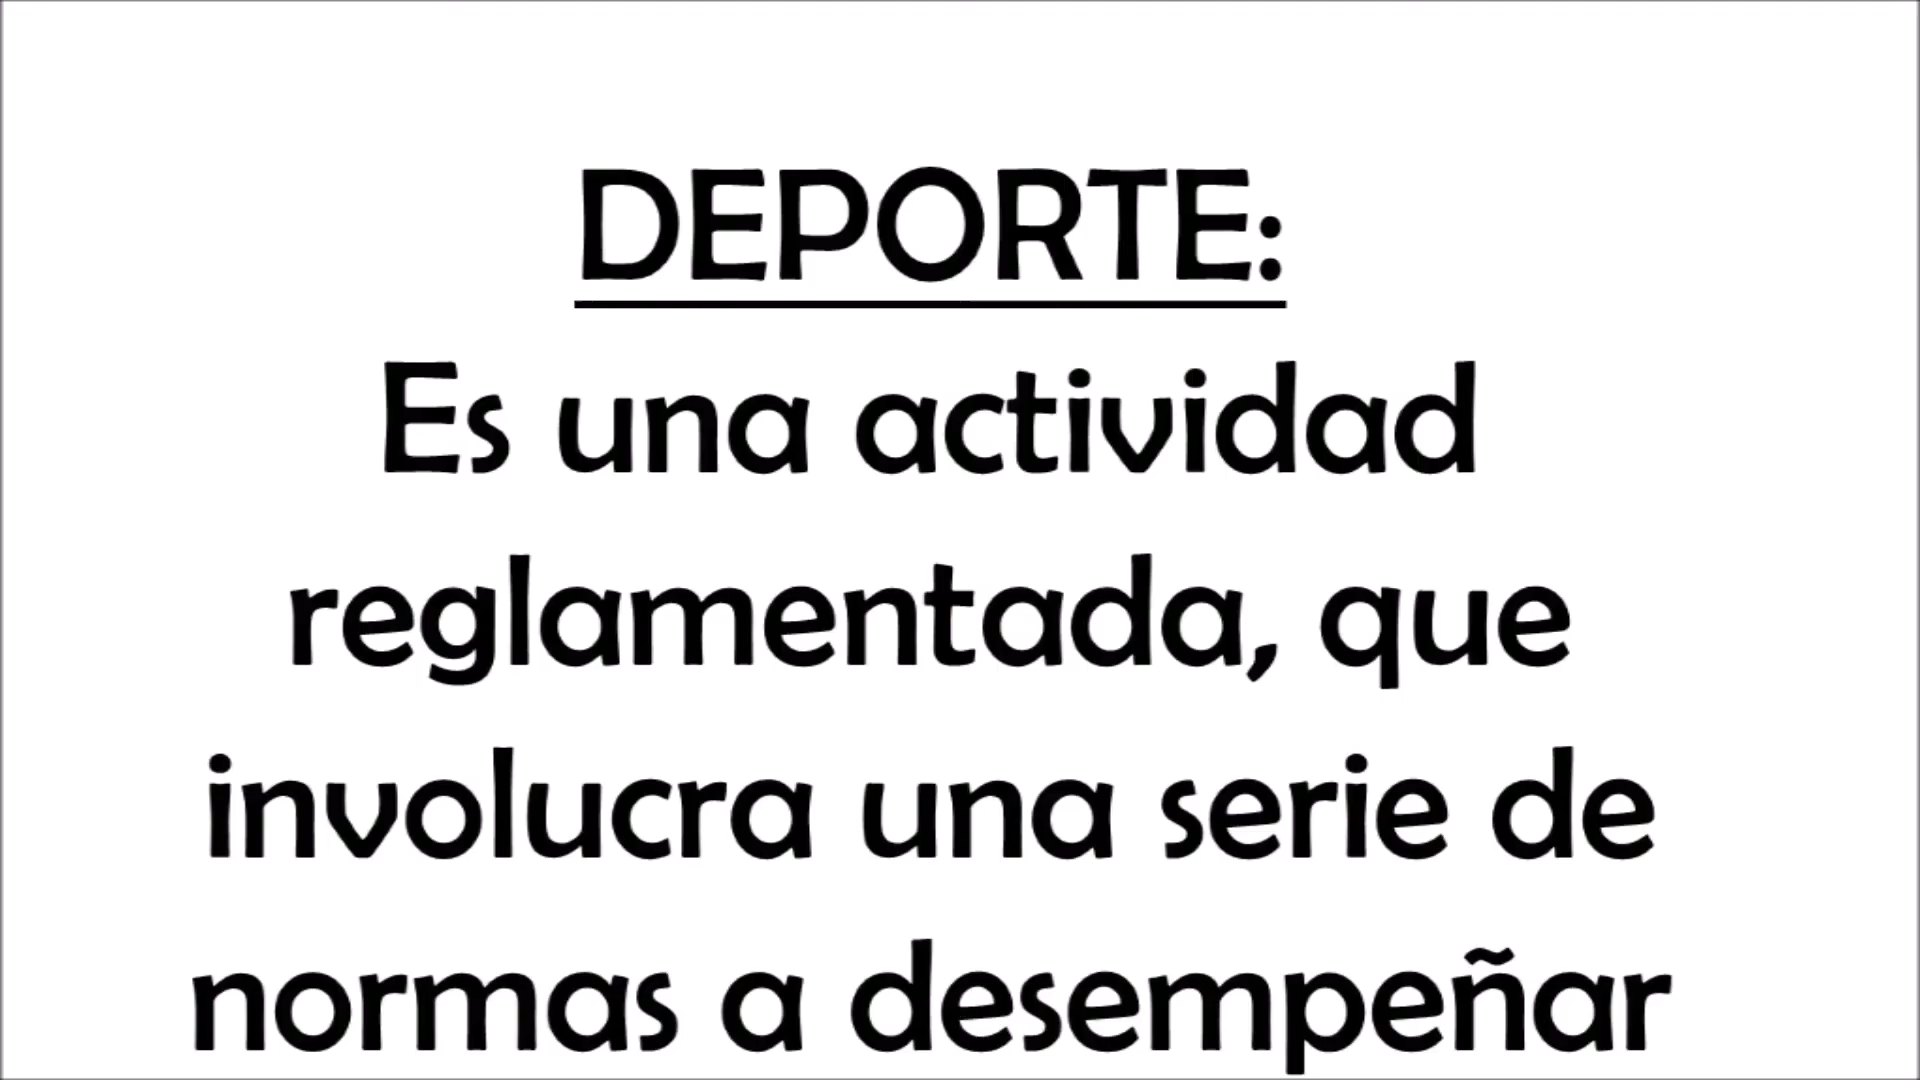 DEPORTE:
Es una actividad
reglamentada, que
involucra una serie de
normas a desempeñar